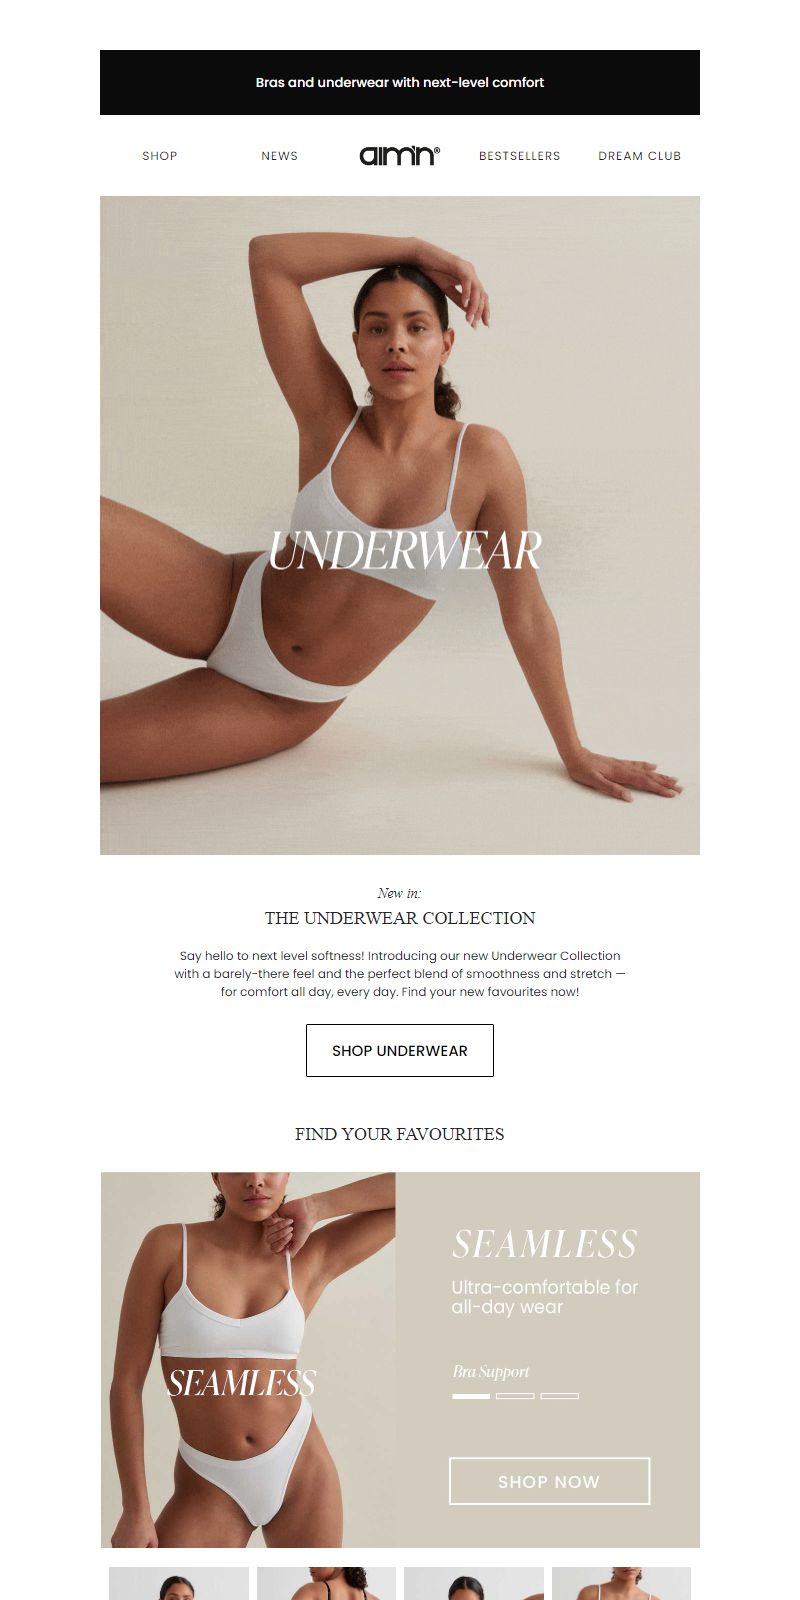 Bras and underwear with next-level comfort
SHOP NEWS aim'n® BESTSELLERS DREAM CLUB
UNDERWEAR
New in:
THE UNDERWEAR COLLECTION
Say hello to next level softness! Introducing our new Underwear Collection
with a barely-there feel and the perfect blend of smoothness and stretch —
for comfort all day, every day. Find your new favourites now!
SHOP UNDERWEAR
FIND YOUR FAVOURITES
SEAMLESS
SEAMLESS
Ultra-comfortable for
all-day wear
Bra Support
SHOP NOW